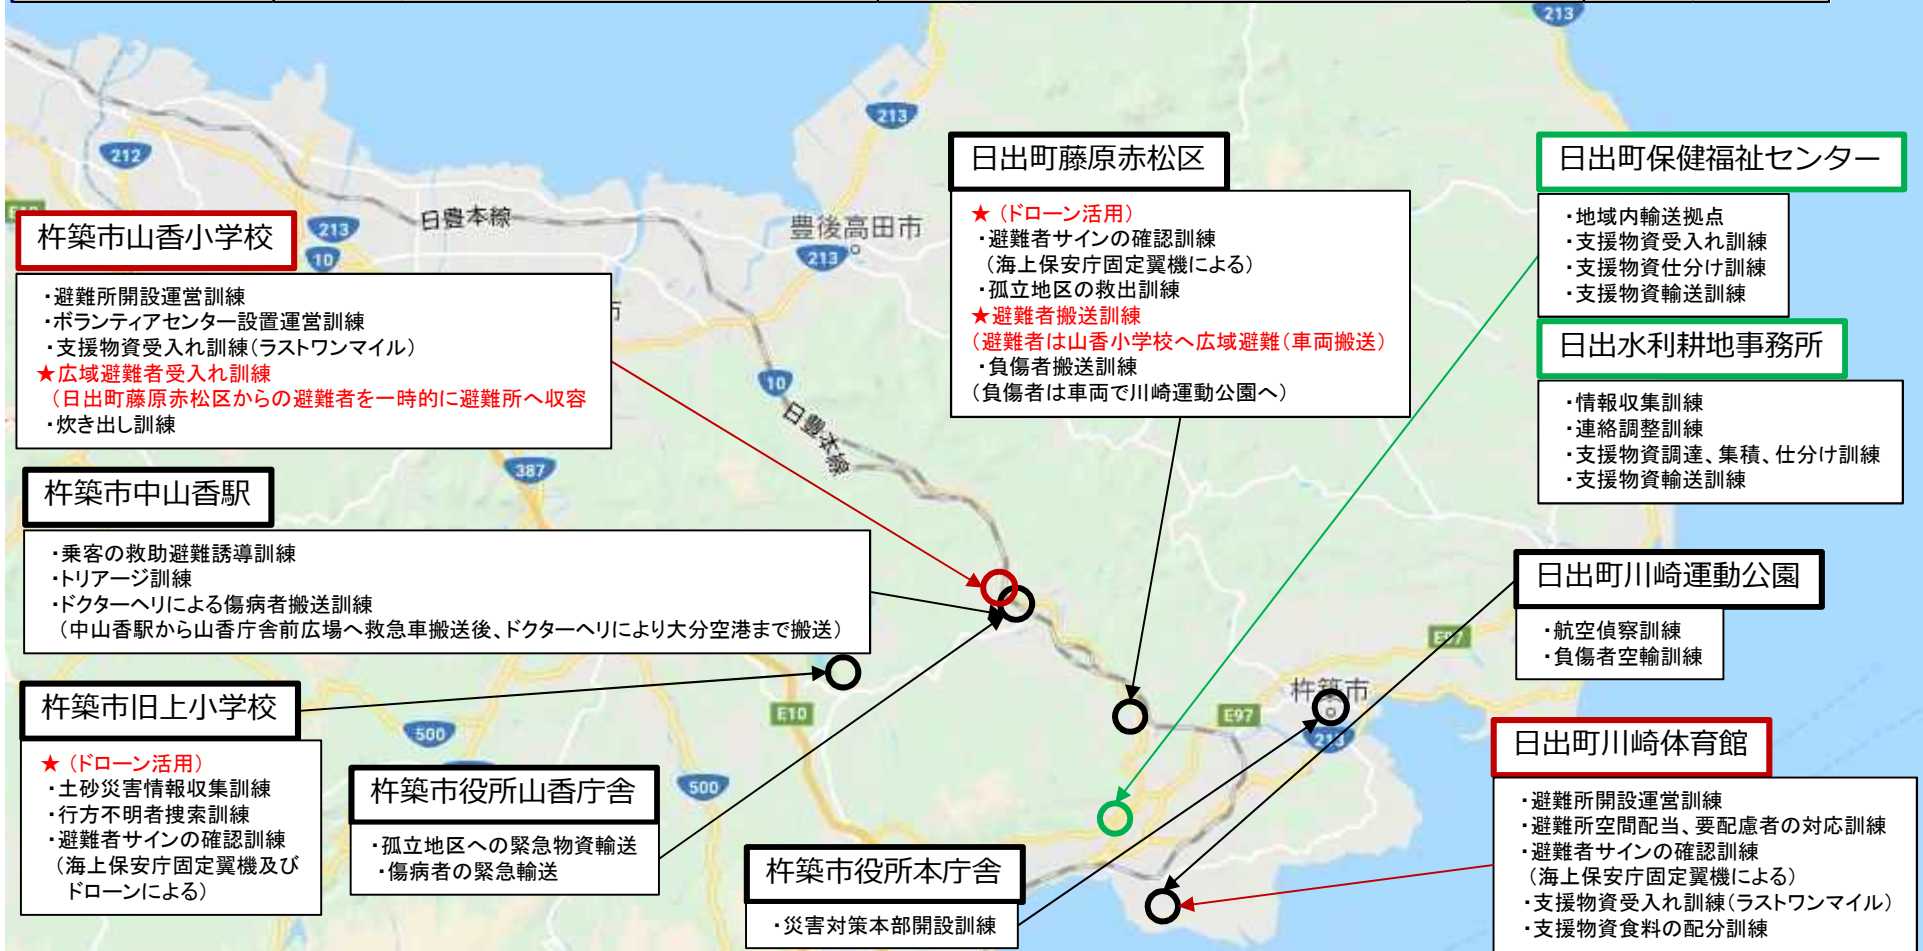 213
213
212
E10
213
10
日豊本線
豊後高田市
213
杵築市山香小学校
・避難所開設運営訓練
・ボランティアセンター設置運営訓練
・支援物資受入れ訓練(ラストワンマイル)
★広域避難者受入れ訓練
(日出町藤原赤松区からの避難者を一時的に避難所へ収容
・炊き出し訓練
市
日出町藤原赤松区
★(ドローン活用)
・避難者サインの確認訓練
(海上保安庁固定翼機による)
・孤立地区の救出訓練
★避難者搬送訓練
(避難者は山香小学校へ広域避難(車両搬送)
・負傷者搬送訓練
(負傷者は車両で川崎運動公園へ)
日出町保健福祉センター
・地域内輸送拠点
・支援物資受入れ訓練
・支援物資仕分け訓練
・支援物資輸送訓練
日出水利耕地事務所
・情報収集訓練
・連絡調整訓練
・支援物資調達、集積、仕分け訓練
・支援物資輸送訓練
10
日豊本線
387
杵築市中山香駅
・乗客の救助避難誘導訓練
・トリアージ訓練
・ドクターヘリによる傷病者搬送訓練
(中山香駅から山香庁舎前広場へ救急車搬送後、ドクターヘリにより大分空港まで搬送)
日出町川崎運動公園
・航空偵察訓練
・負傷者空輸訓練
E97
杵築市旧上小学校
★(ドローン活用)
・土砂災害情報収集訓練
・行方不明者捜索訓練
・避難者サインの確認訓練
(海上保安庁固定翼機及び
ドローンによる)
500
E10
500
E97
杵築市
213
杵築市役所山香庁舎
・孤立地区への緊急物資輸送
・傷病者の緊急輸送
杵築市役所本庁舎
・災害対策本部開設訓練
日出町川崎体育館
・避難所開設運営訓練
・避難所空間配当、要配慮者の対応訓練
・避難者サインの確認訓練
(海上保安庁固定翼機による)
・支援物資受入れ訓練(ラストワンマイル)
・支援物資食料の配分訓練